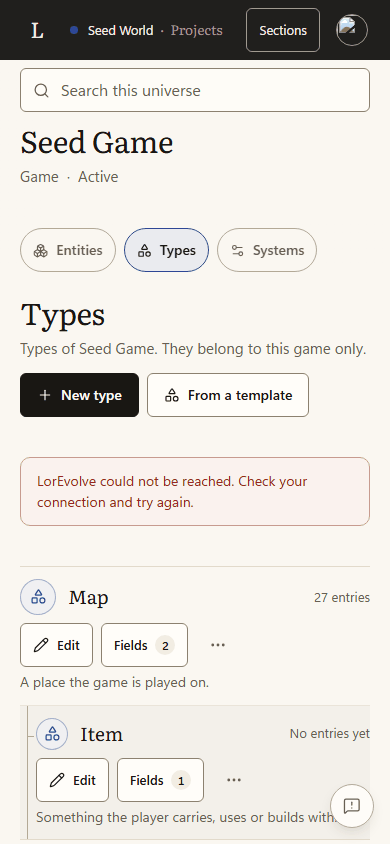 L
Seed World · Projects
Sections
Search this universe
Seed Game
Game · Active
Entities
Types
Systems
Types
Types of Seed Game. They belong to this game only.
New type
From a template
LorEvolve could not be reached. Check your
connection and try again.
Map
27 entries
Edit
Fields 2
A place the game is played on.
Item
No entries yet
Edit
Fields 1
Something the player carries, uses or builds with.